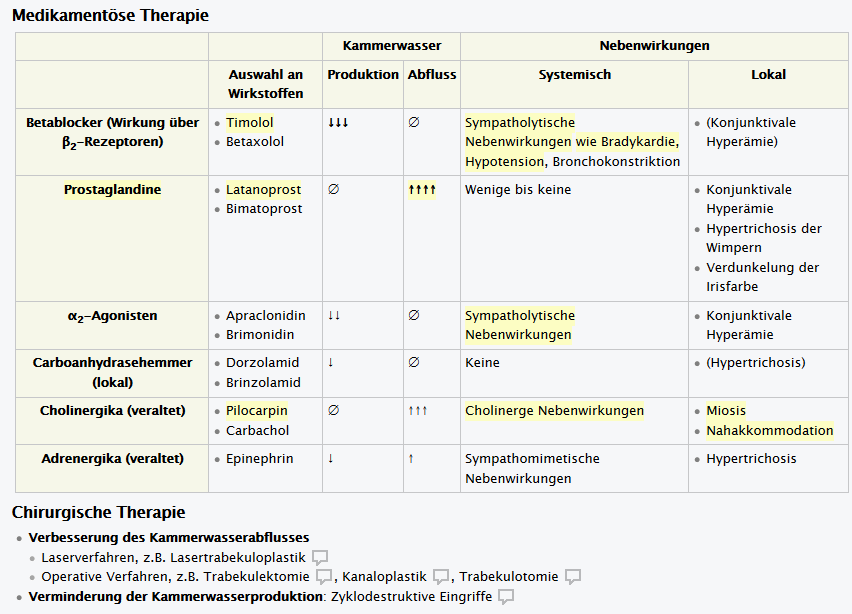 Medikamentöse Therapie
Kammerwasser Nebenwirkungen
Auswahl an Wirkstoffen Produktion Abfluss Systemisch Lokal
Betablocker (Wirkung über β2-Rezeptoren)
Timolol
Betaxolol
↓↓↓
∅
Sympatholytische
Nebenwirkungen wie Bradykardie,
Hypotension, Bronchokonstriktion
(Konjunktivale
Hyperämie)
Prostaglandine
Latanoprost
Bimatoprost
∅
↑↑↑↑
Wenige bis keine
Konjunktivale
Hyperämie
Hypertrichosis der
Wimpern
Verdunkelung der
Irisfarbe
α2-Agonisten
Apraclonidin
Brimonidin
↓↓
∅
Sympatholytische
Nebenwirkungen
Konjunktivale
Hyperämie
Carboanhydrasehemmer
(lokal)
Dorzolamid
Brinzolamid
↓
∅
Keine
(Hypertrichosis)
Cholinergika (veraltet)
Pilocarpin
Carbachol
∅
↑↑↑
Cholinerge Nebenwirkungen
Miosis
Nahakkommodation
Adrenergika (veraltet)
Epinephrin
↓
↑
Sympathomimetische
Nebenwirkungen
Hypertrichosis
Chirurgische Therapie
Verbesserung des Kammerwasserabflusses
Laserverfahren, z.B. Lasertrabekuloplastik
Operative Verfahren, z.B. Trabekulektomie, Kanaloplastik, Trabekulotomie
Verminderung der Kammerwasserproduktion: Zyklodestruktive Eingriffe